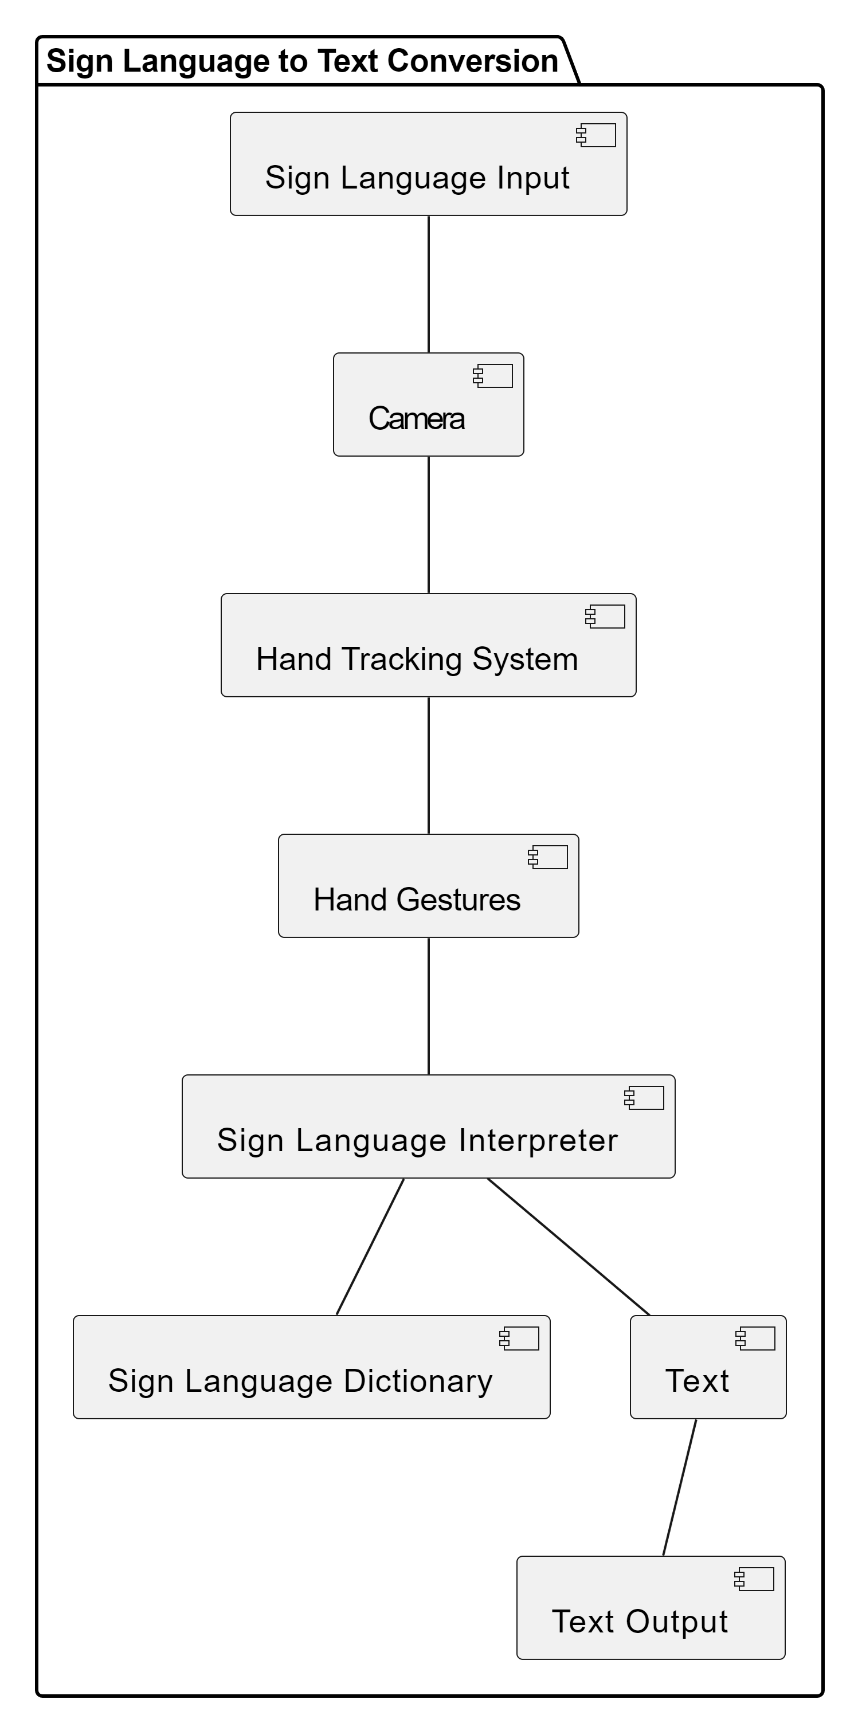 Sign Language to Text Conversion
Sign Language Input
Camera
Hand Tracking System
Hand Gestures
Sign Language Interpreter
Sign Language Dictionary
Text
Text Output